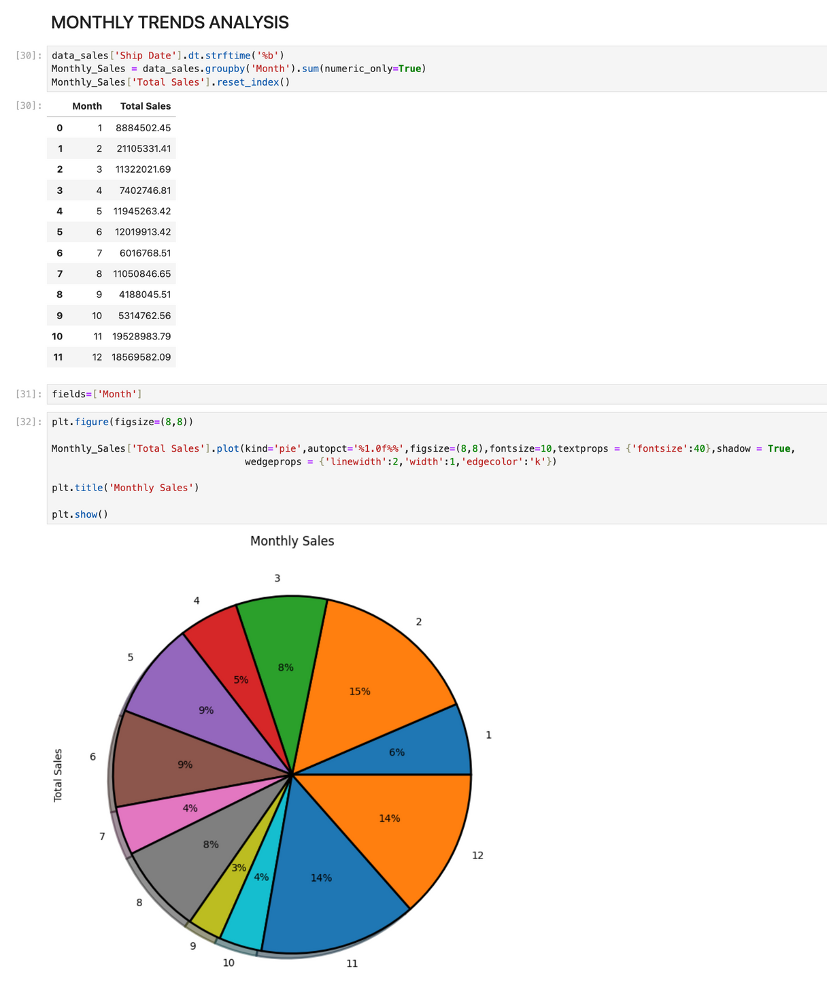 MONTHLY TRENDS ANALYSIS
[30]: data_sales['Ship Date'].dt.strftime('%b')
Monthly_Sales = data_sales.groupby('Month').sum(numeric_only=True)
Monthly_Sales['Total Sales'].reset_index()
[30]: Month Total Sales
0 1 8884502.45
1 2 21105331.41
2 3 11322021.69
3 4 7402746.81
4 5 11945263.42
5 6 12019913.42
6 7 6016768.51
7 8 11050846.65
8 9 4188045.51
9 10 5314762.56
10 11 19528983.79
11 12 18569582.09
[31]: fields=['Month']
[32]: plt.figure(figsize=(8,8))
Monthly_Sales['Total Sales'].plot(kind='pie',autopct='%1.0f%%',figsize=(8,8),fontsize=10,textprops = {'fontsize':40},shadow = True,
wedgeprops = {'linewidth':2,'width':1,'edgecolor':'k'})
plt.title('Monthly Sales')
plt.show()
Monthly Sales
3
4
2
5
8%
5%
15%
9%
1
6%
6
9%
Total Sales
4%
14%
7
8%
12
3%
4%
14%
8
9
10
11